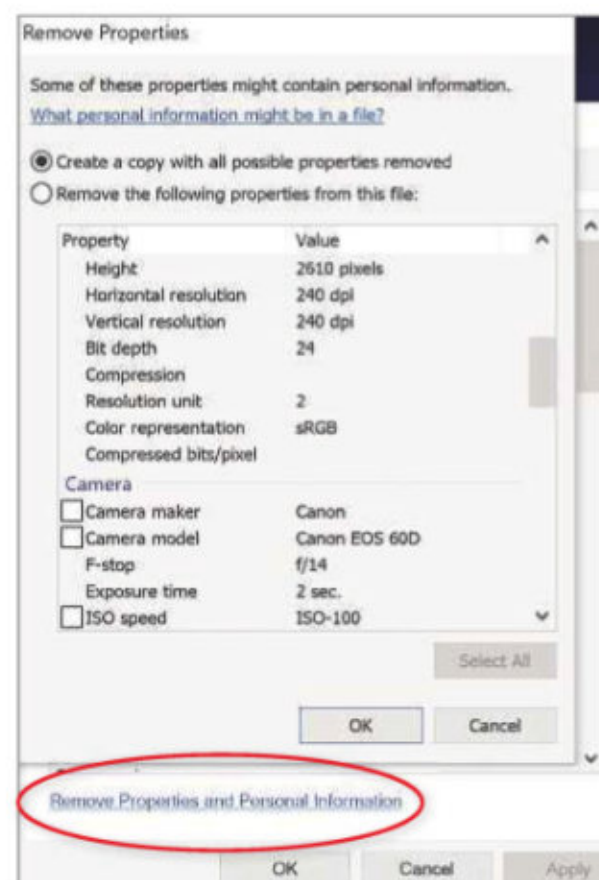 Remove Properties
Some of these properties might contain personal information.
What personal information might be in a file?
Create a copy with all possible properties removed
Remove the following properties from this file:
Property Value
Height 2610 pixels
Horizontal resolution 240 dpi
Vertical resolution 240 dpi
Bit depth 24
Compression
Resolution unit 2
Color representation sRGB
Compressed bits/pixel
Camera
Camera maker Canon
Camera model Canon EOS 60D
F-stop f/14
Exposure time 2 sec.
ISO speed ISO-100
Select All
OK Cancel
Remove Properties and Personal Information
OK Cancel Apply